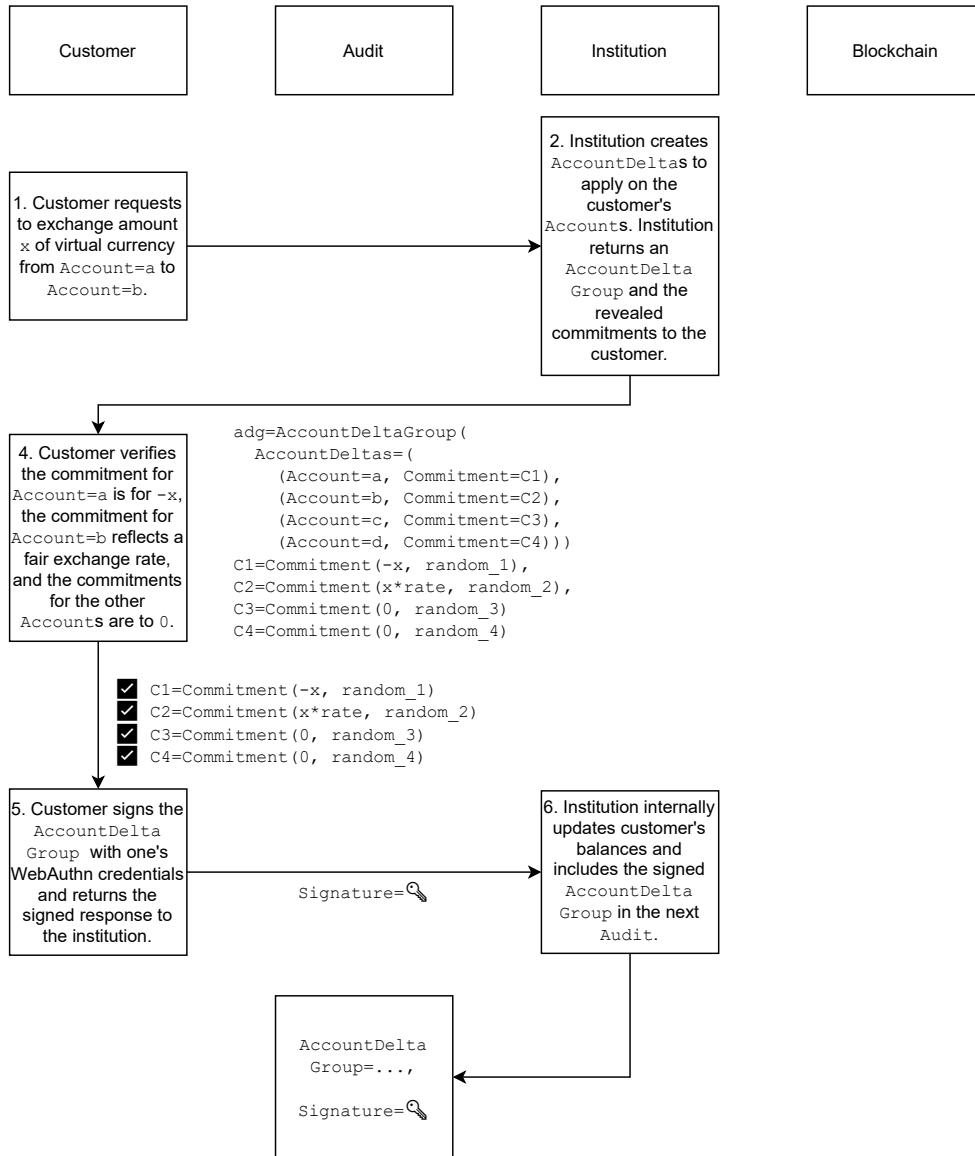 Customer
Audit
Institution
Blockchain
1. Customer requests
to exchange amount
x of virtual currency
from Account=a to
Account=b.
2. Institution creates
AccountDeltas to
apply on the
customer's
Accounts. Institution
returns an
AccountDelta
Group and the
revealed
commitments to the
customer.
4. Customer verifies
the commitment for
Account=a is for -x,
the commitment for
Account=b reflects a
fair exchange rate,
and the commitments
for the other
Accounts are to 0.
adg=AccountDeltaGroup(
AccountDeltas=(
(Account=a, Commitment=C1),
(Account=b, Commitment=C2),
(Account=c, Commitment=C3),
(Account=d, Commitment=C4)))
C1=Commitment(-x, random_1),
C2=Commitment(x*rate, random_2),
C3=Commitment(0, random_3)
C4=Commitment(0, random_4)
C1=Commitment(-x, random_1)
C2=Commitment(x*rate, random_2)
C3=Commitment(0, random_3)
C4=Commitment(0, random_4)
5. Customer signs the
AccountDelta
Group with one's
WebAuthn credentials
and returns the
signed response to
the institution.
Signature=
6. Institution internally
updates customer's
balances and
includes the signed
AccountDelta
Group in the next
Audit.
AccountDelta
Group=...,
Signature=